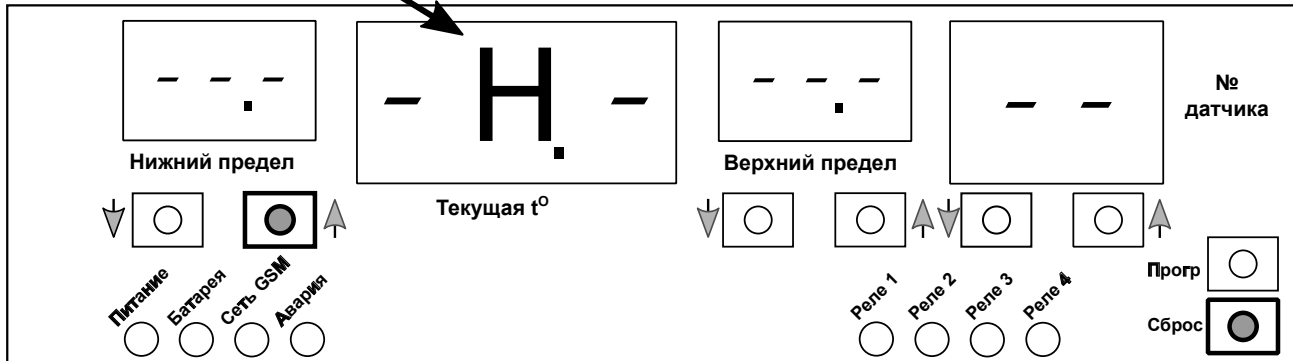 - - -.
- H. -
- - -.
- -
№
датчика
Нижний предел
Текущая tº
Верхний предел
Питание
Батарея
Сеть GSM
Авария
Реле 1
Реле 2
Реле 3
Реле 4
Прогр
Сброс